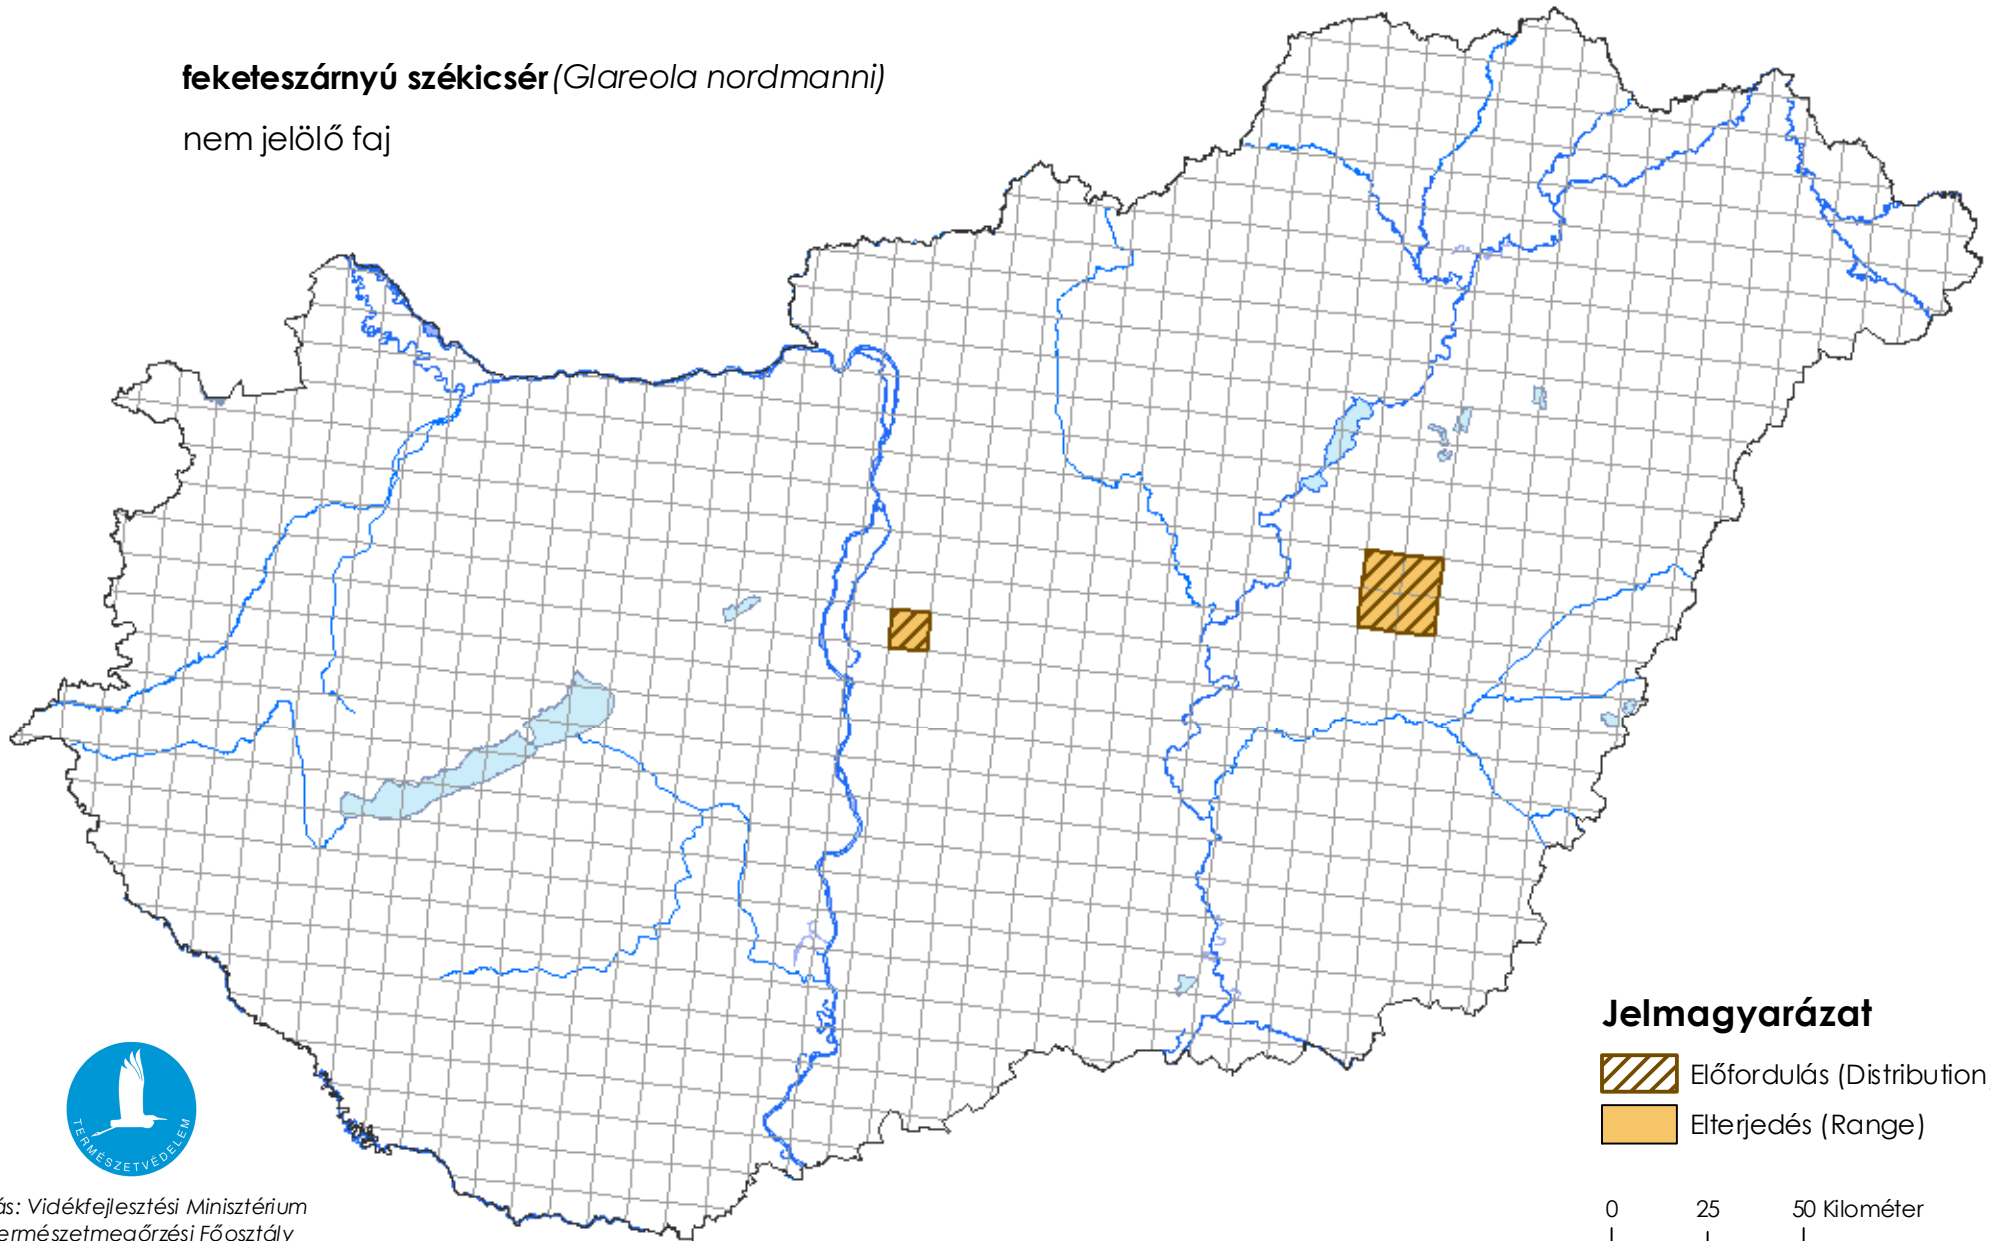 feketeszárnyú székicsér (Glareola nordmanni)
nem jelölő faj
Jelmagyarázat
Előfordulás (Distribution)
Elterjedés (Range)
0 25 50 Kilométer
TERMÉSZETVÉDELEM
ás: Vidékfejlesztési Minisztérium
ermészetmegőrzési Főosztály